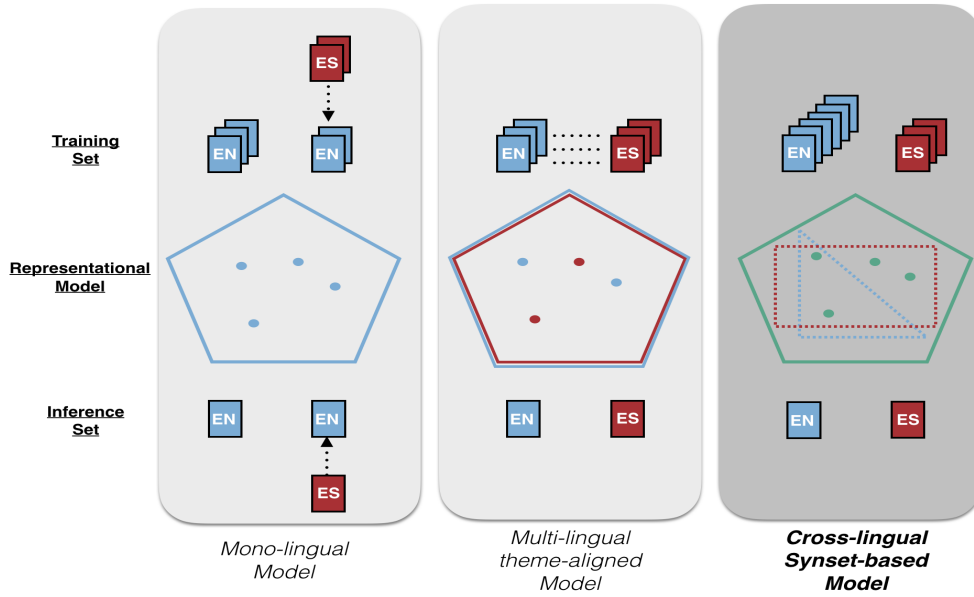 ES
Training
Set
EN
EN
EN
ES
EN
ES
Representational
Model
Inference
Set
EN
EN
EN
ES
EN
ES
ES
Mono-lingual
Model
Multi-lingual
theme-aligned
Model
Cross-lingual
Synset-based
Model